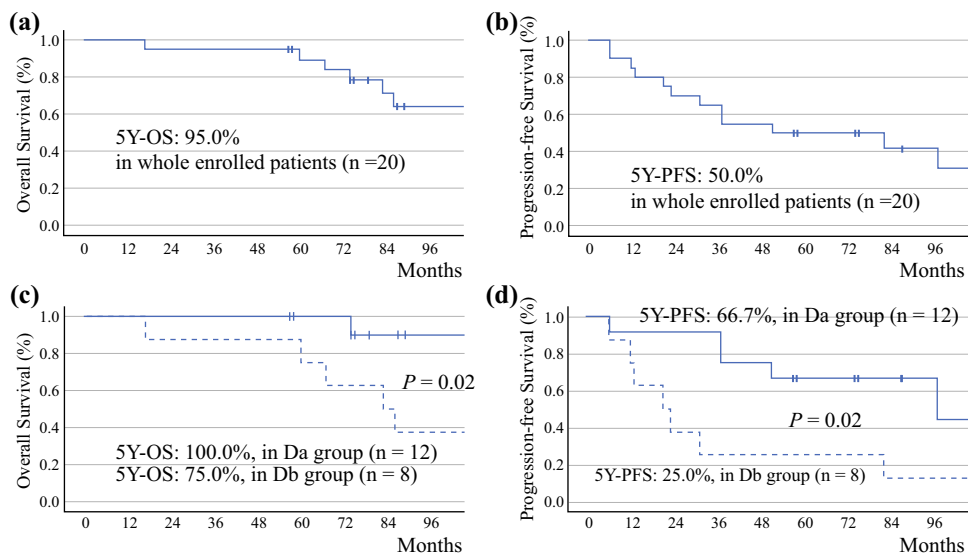 (a)
Overall Survival (%)
1.0
0.8
0.6
0.4
0.2
0.0
5Y-OS: 95.0%
in whole enrolled patients (n =20)
0 12 24 36 48 60 72 84 96
Months
(b)
Progression-free Survival (%)
1.0
0.8
0.6
0.4
0.2
0.0
5Y-PFS: 50.0%
in whole enrolled patients (n =20)
0 12 24 36 48 60 72 84 96
Months
(c)
Overall Survival (%)
1.0
0.8
0.6
0.4
0.2
0.0
P = 0.02
5Y-OS: 100.0%, in Da group (n = 12)
5Y-OS: 75.0%, in Db group (n = 8)
0 12 24 36 48 60 72 84 96
Months
(d)
Progression-free Survival (%)
1.0
0.8
0.6
0.4
0.2
0.0
5Y-PFS: 66.7%, in Da group (n = 12)
P = 0.02
5Y-PFS: 25.0%, in Db group (n = 8)
0 12 24 36 48 60 72 84 96
Months